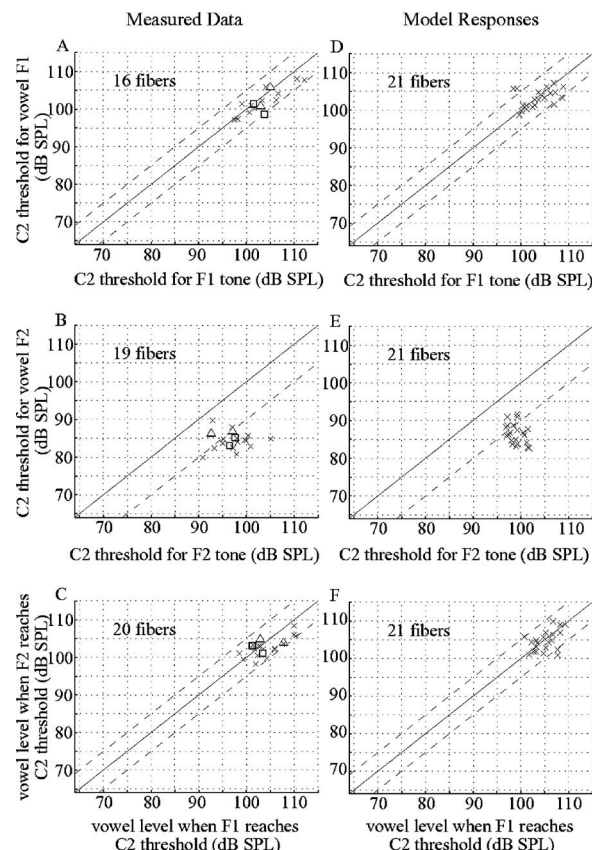 Measured Data
Model Responses
A
16 fibers
110
100
90
80
70
70 80 90 100 110
C2 threshold for vowel F1
(dB SPL)
C2 threshold for F1 tone (dB SPL)
D
21 fibers
110
100
90
80
70
70 80 90 100 110
C2 threshold for F1 tone (dB SPL)
B
19 fibers
110
100
90
80
70
70 80 90 100 110
C2 threshold for vowel F2
(dB SPL)
C2 threshold for F2 tone (dB SPL)
E
21 fibers
110
100
90
80
70
70 80 90 100 110
C2 threshold for F2 tone (dB SPL)
C
20 fibers
110
100
90
80
70
70 80 90 100 110
vowel level when F2 reaches
C2 threshold (dB SPL)
vowel level when F1 reaches
C2 threshold (dB SPL)
F
21 fibers
110
100
90
80
70
70 80 90 100 110
vowel level when F1 reaches
C2 threshold (dB SPL)